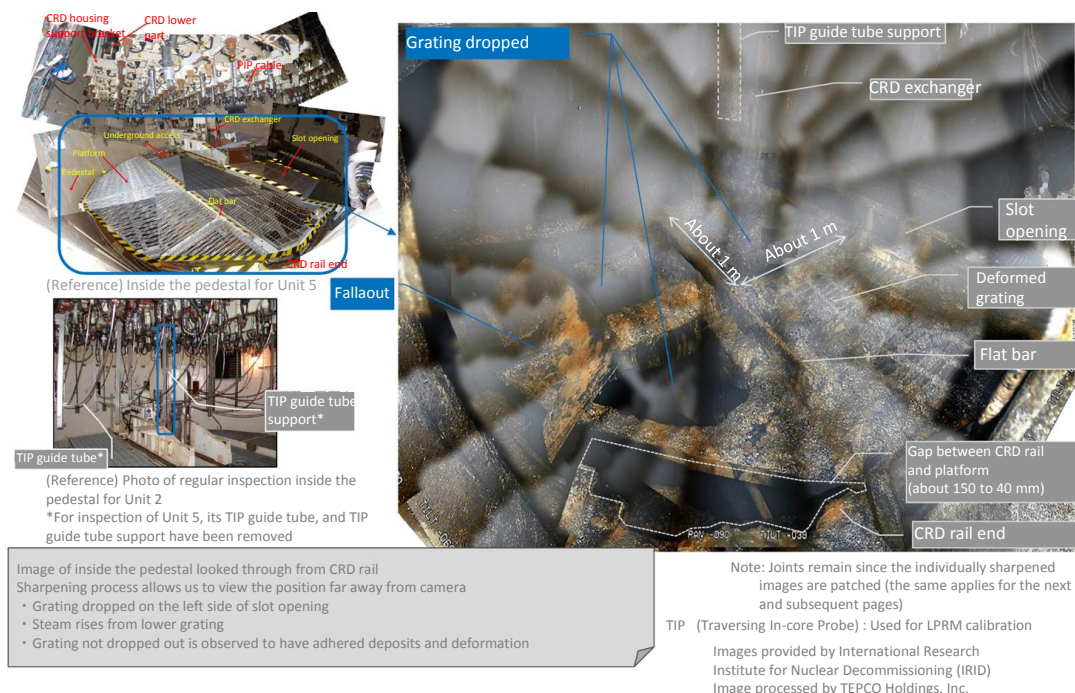 CRD housing
support bracket
CRD lower
part
PIP cable
CRD exchanger
Underground access
Slot opening
Platform
Pedestal
Flat bar
CRD rail end
(Reference) Inside the pedestal for Unit 5
TIP guide tube
support*
TIP guide tube*
(Reference) Photo of regular inspection inside the
pedestal for Unit 2
*For inspection of Unit 5, its TIP guide tube, and TIP
guide tube support have been removed
Grating dropped
TIP guide tube support
CRD exchanger
About 1 m
About 1 m
Slot
opening
Deformed
grating
Fallaout
Flat bar
Gap between CRD rail
and platform
(about 150 to 40 mm)
CRD rail end
PAN -090 TILT -039
Image of inside the pedestal looked through from CRD rail
Sharpening process allows us to view the position far away from camera
・Grating dropped on the left side of slot opening
・Steam rises from lower grating
・Grating not dropped out is observed to have adhered deposits and deformation
Note: Joints remain since the individually sharpened
images are patched (the same applies for the next
and subsequent pages)
TIP (Traversing In-core Probe) : Used for LPRM calibration
Images provided by International Research
Institute for Nuclear Decommissioning (IRID)
Image processed by TEPCO Holdings, Inc.